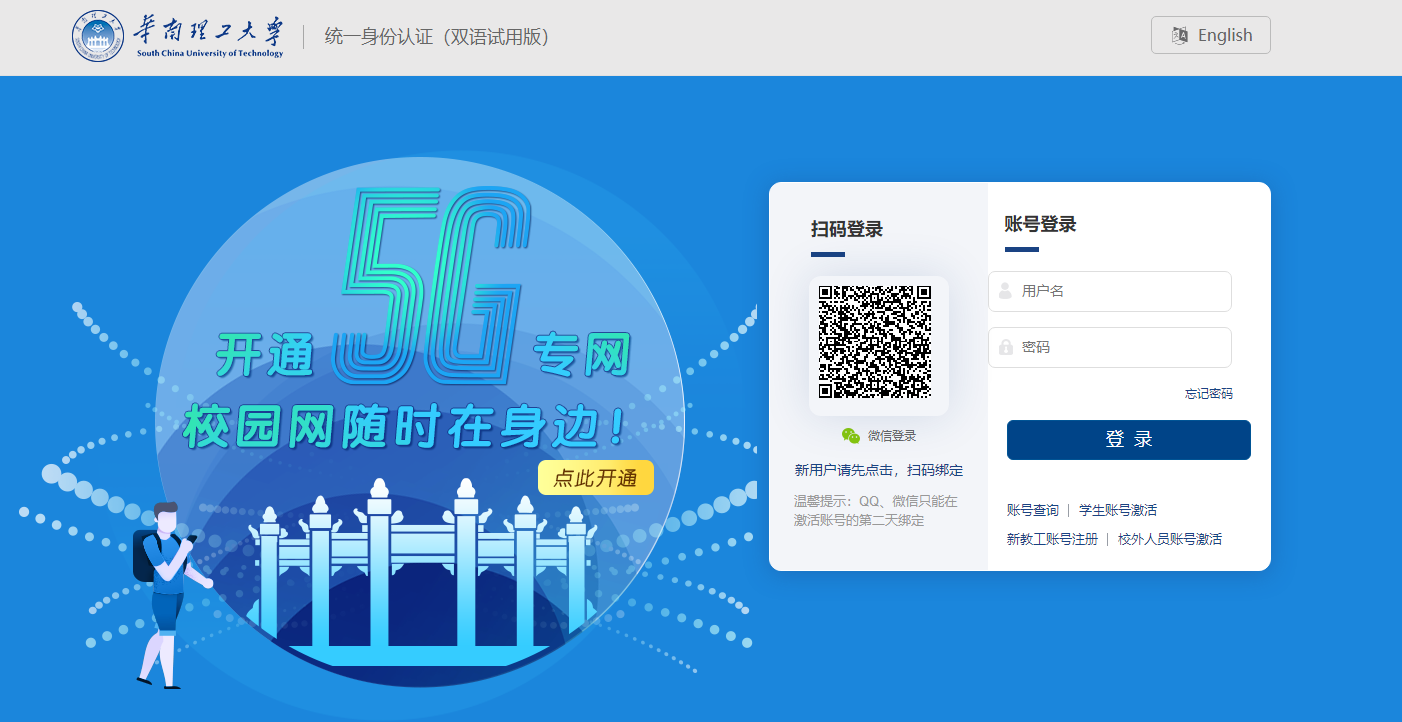 華南理工大学
South China University of Technology
统一身份认证（双语试用版）
English
5G
开通
专网
校园网随时在身边！
点此开通
扫码登录
微信登录
新用户请先点击，扫码绑定
温馨提示：QQ、微信只能在
激活账号的第二天绑定
账号登录
用户名
密码
忘记密码
登 录
账号查询 | 学生账号激活
新教工账号注册 | 校外人员账号激活